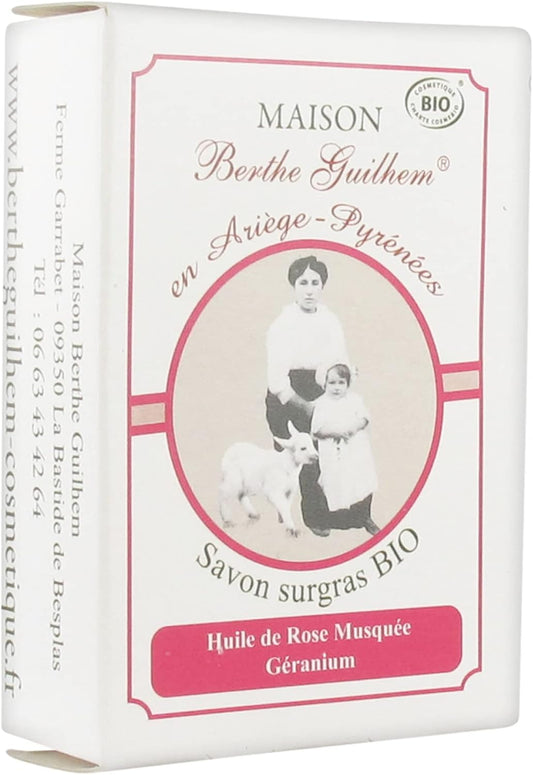 COSMETIQUE
BIO
CHARTE COSMEBIO
MAISON
Berthe Guilhem®
en Ariège-Pyrénées
Savon surgras BIO
Huile de Rose Musquée
Géranium
Maison Berthe Guilhem
Ferme Garrabet - 09350 La Bastide de Besplas
Tél : 06 63 43 42 64
www.bertheguilhem-cosmetique.fr